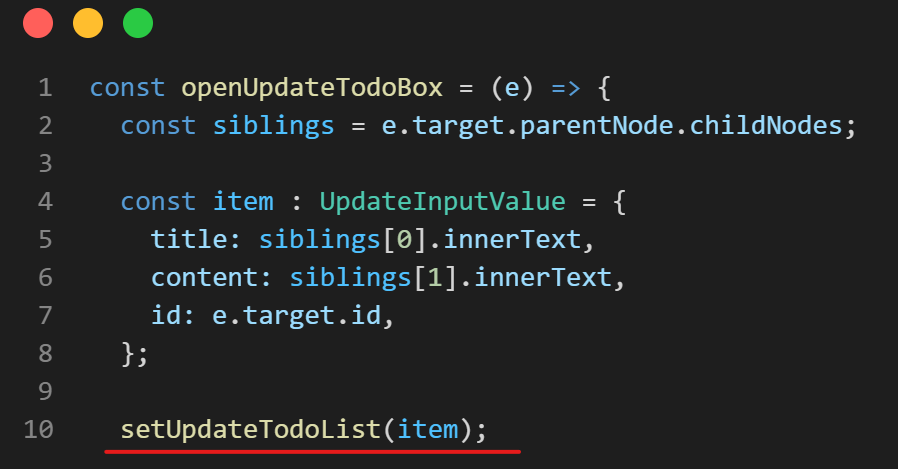 1 const openUpdateTodoBox = (e) => {
2 const siblings = e.target.parentNode.childNodes;
3
4 const item : UpdateInputValue = {
5 title: siblings[0].innerText,
6 content: siblings[1].innerText,
7 id: e.target.id,
8 };
9
10 setUpdateTodoList(item);